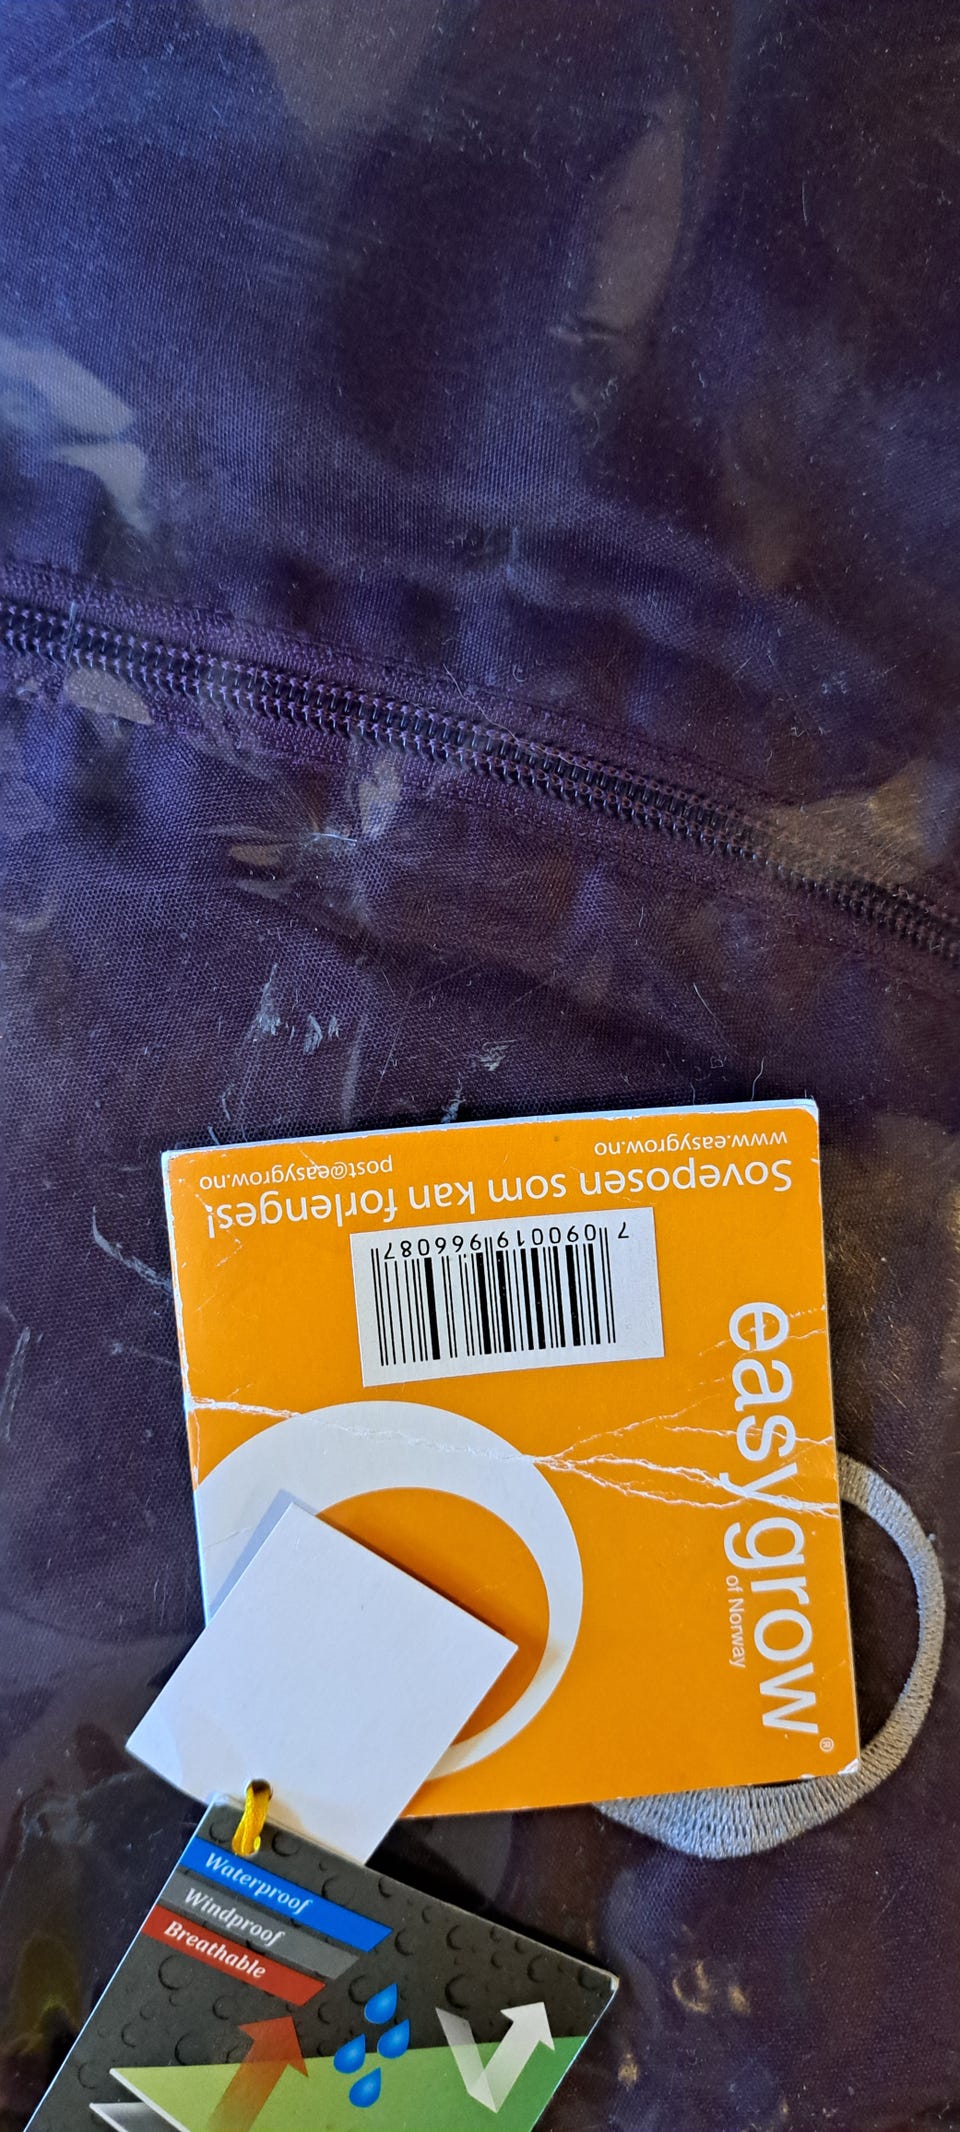 easygrow®
of Norway
7 090019 966087
Soveposen som kan forlenges!
www.easygrow.no
post@easygrow.no
Waterproof
Windproof
Breathable